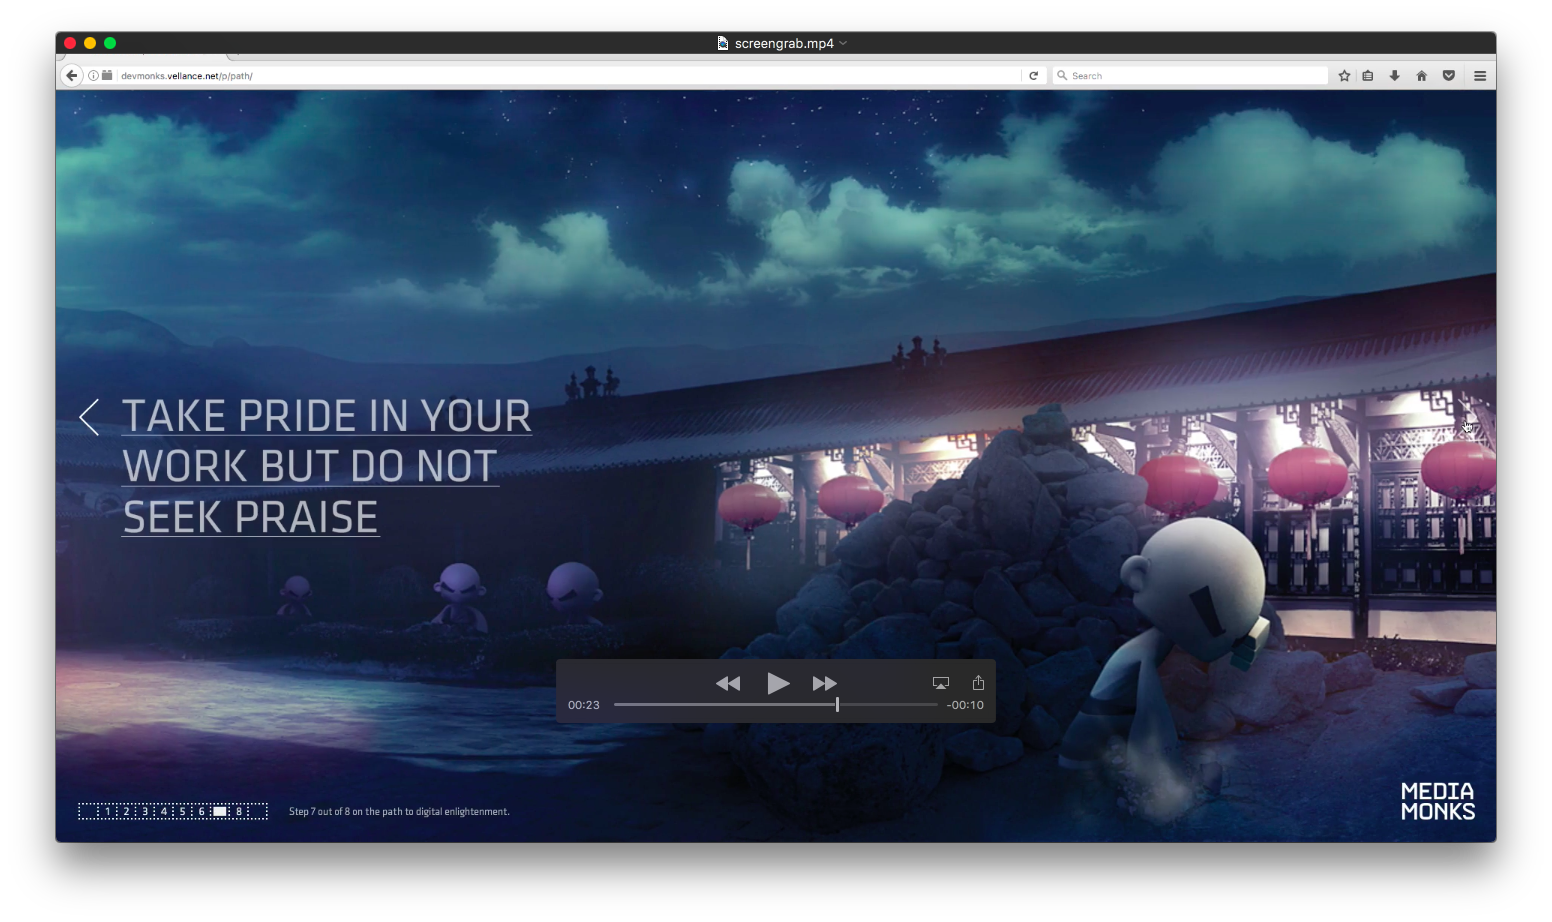 screengrab.mp4
devmonks.vellance.net/p/path/
Search
TAKE PRIDE IN YOUR
WORK BUT DO NOT
SEEK PRAISE
00:23
-00:10
1 2 3 4 5 6 8
Step 7 out of 8 on the path to digital enlightenment.
MEDIA
MONKS